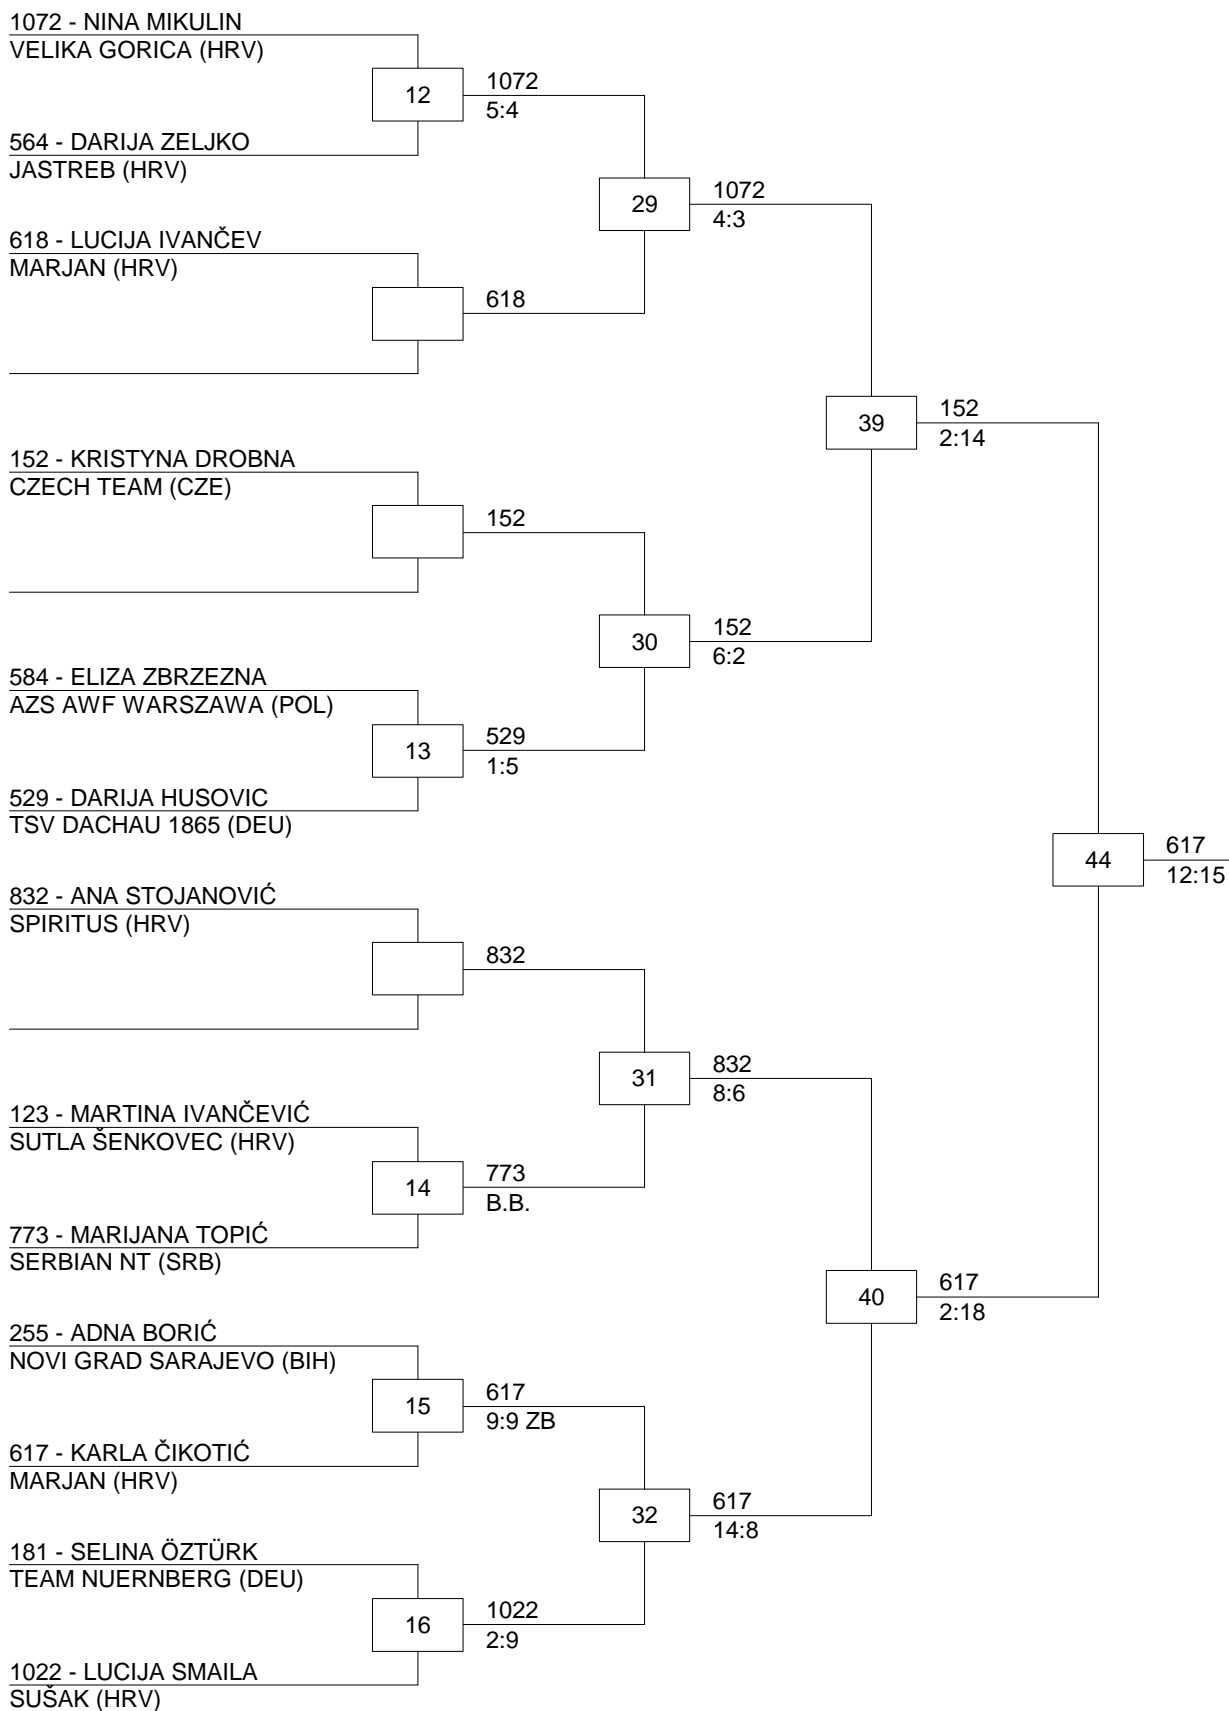 1072 - NINA MIKULIN
VELIKA GORICA (HRV)
12
1072
5:4
564 - DARIJA ZELJKO
JASTREB (HRV)
29
1072
4:3
618 - LUCIJA IVANČEV
MARJAN (HRV)
618
39
152
2:14
152 - KRISTYNA DROBNA
CZECH TEAM (CZE)
152
30
152
6:2
584 - ELIZA ZBRZEZNA
AZS AWF WARSZAWA (POL)
13
529
1:5
529 - DARIJA HUSOVIC
TSV DACHAU 1865 (DEU)
44
617
12:15
832 - ANA STOJANOVIĆ
SPIRITUS (HRV)
832
31
832
8:6
123 - MARTINA IVANČEVIĆ
SUTLA ŠENKOVEC (HRV)
14
773
B.B.
773 - MARIJANA TOPIĆ
SERBIAN NT (SRB)
40
617
2:18
255 - ADNA BORIĆ
NOVI GRAD SARAJEVO (BIH)
15
617
9:9 ZB
617 - KARLA ČIKOTIĆ
MARJAN (HRV)
32
617
14:8
181 - SELINA ÖZTÜRK
TEAM NUERNBERG (DEU)
16
1022
2:9
1022 - LUCIJA SMAILA
SUŠAK (HRV)